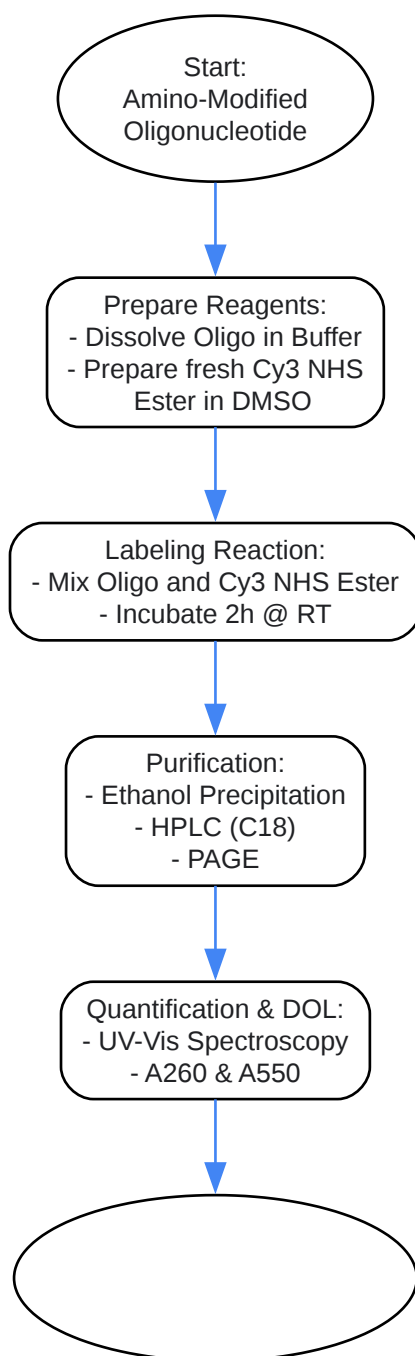 Start:
Amino-Modified
Oligonucleotide
Prepare Reagents:
- Dissolve Oligo in Buffer
- Prepare fresh Cy3 NHS
Ester in DMSO
Labeling Reaction:
- Mix Oligo and Cy3 NHS Ester
- Incubate 2h @ RT
Purification:
- Ethanol Precipitation
- HPLC (C18)
- PAGE
Quantification & DOL:
- UV-Vis Spectroscopy
- A260 & A550